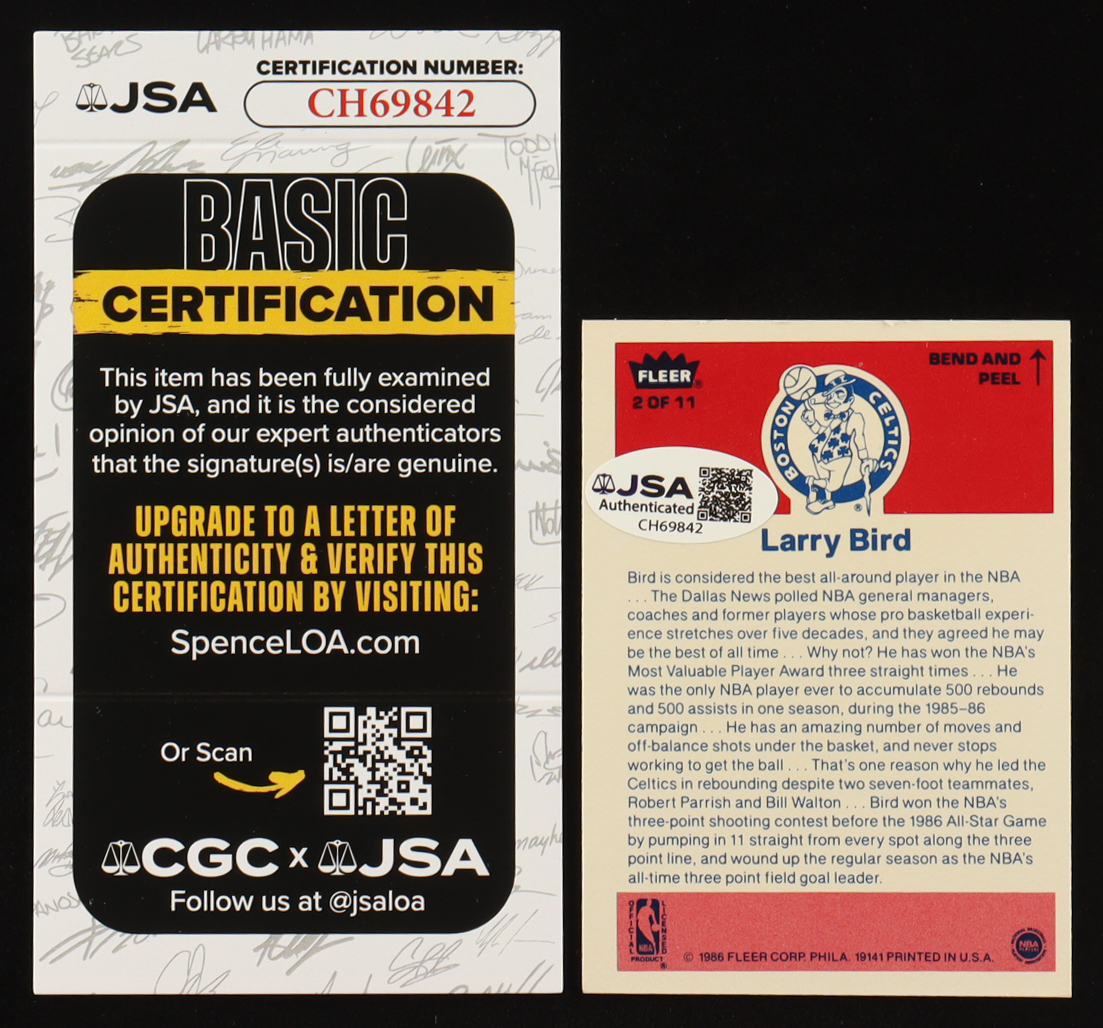 BARRY
SEARS
LARRY HAMA
JSA
CERTIFICATION NUMBER:
CH69842
TODD
BASIC
CERTIFICATION
This item has been fully examined
by JSA, and it is the considered
opinion of our expert authenticators
that the signature(s) is/are genuine.
UPGRADE TO A LETTER OF
AUTHENTICITY & VERIFY THIS
CERTIFICATION BY VISITING:
SpenceLOA.com
Or Scan
CGC x JSA
Follow us at @jsaloa
FLEER®
2 OF 11
BOSTON CELTICS
®
BEND AND
PEEL
JSA
Authenticated
CH69842
Larry Bird
Bird is considered the best all-around player in the NBA
. . . The Dallas News polled NBA general managers,
coaches and former players whose pro basketball experi-
ence stretches over five decades, and they agreed he may
be the best of all time . . . Why not? He has won the NBA's
Most Valuable Player Award three straight times . . . He
was the only NBA player ever to accumulate 500 rebounds
and 500 assists in one season, during the 1985–86
campaign . . . He has an amazing number of moves and
off-balance shots under the basket, and never stops
working to get the ball . . . That's one reason why he led the
Celtics in rebounding despite two seven-foot teammates,
Robert Parrish and Bill Walton . . . Bird won the NBA's
three-point shooting contest before the 1986 All-Star Game
by pumping in 11 straight from every spot along the three
point line, and wound up the regular season as the NBA's
all-time three point field goal leader.
OFFICIAL LICENSED
NBA
PRODUCT ®
© 1986 FLEER CORP. PHILA. 19141 PRINTED IN U.S.A.
NBA